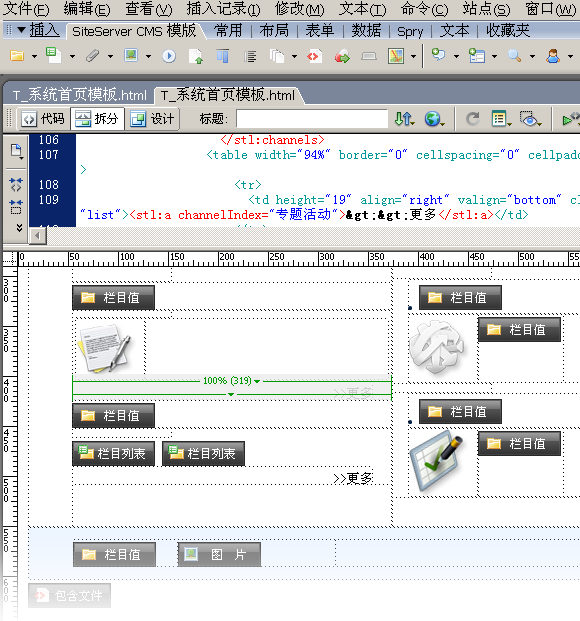 文件(F) 编辑(E) 查看(V) 插入记录(I) 修改(M) 文本(T) 命令(C) 站点(S) 窗口(W)
插入 SiteServer CMS 模版 常用 布局 表单 数据 Spry 文本 收藏夹
T_系统首页模板.html T_系统首页模板.html
代码 拆分 设计 标题:
106 </stl:channels>
107 <table width="94%" border="0" cellspacing="0" cellpadd
>
108 <tr>
109 <td height="19" align="right" valign="bottom" cl
"list"><stl:a channelIndex="专题活动">&gt;&gt;更多</stl:a></td>
0 50 100 150 200 250 300 350 400 450 500
栏目值 栏目值
栏目值
100% (319)
>>更多
栏目值 栏目值
栏目值
栏目列表 栏目列表
>>更多
栏目值 图 片
包含文件